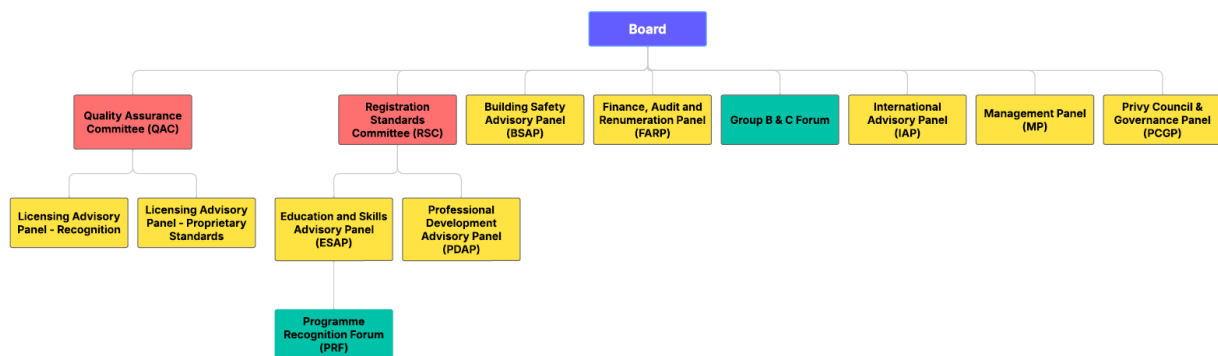 Board
Quality Assurance
Committee (QAC)
Registration
Standards
Committee (RSC)
Building Safety
Advisory Panel
(BSAP)
Finance, Audit and
Renumeration Panel
(FARP)
Group B & C Forum
International
Advisory Panel
(IAP)
Management Panel
(MP)
Privy Council &
Governance Panel
(PCGP)
Licensing Advisory
Panel - Recognition
Licensing Advisory
Panel - Proprietary
Standards
Education and Skills
Advisory Panel
(ESAP)
Professional
Development
Advisory Panel
(PDAP)
Programme
Recognition Forum
(PRF)